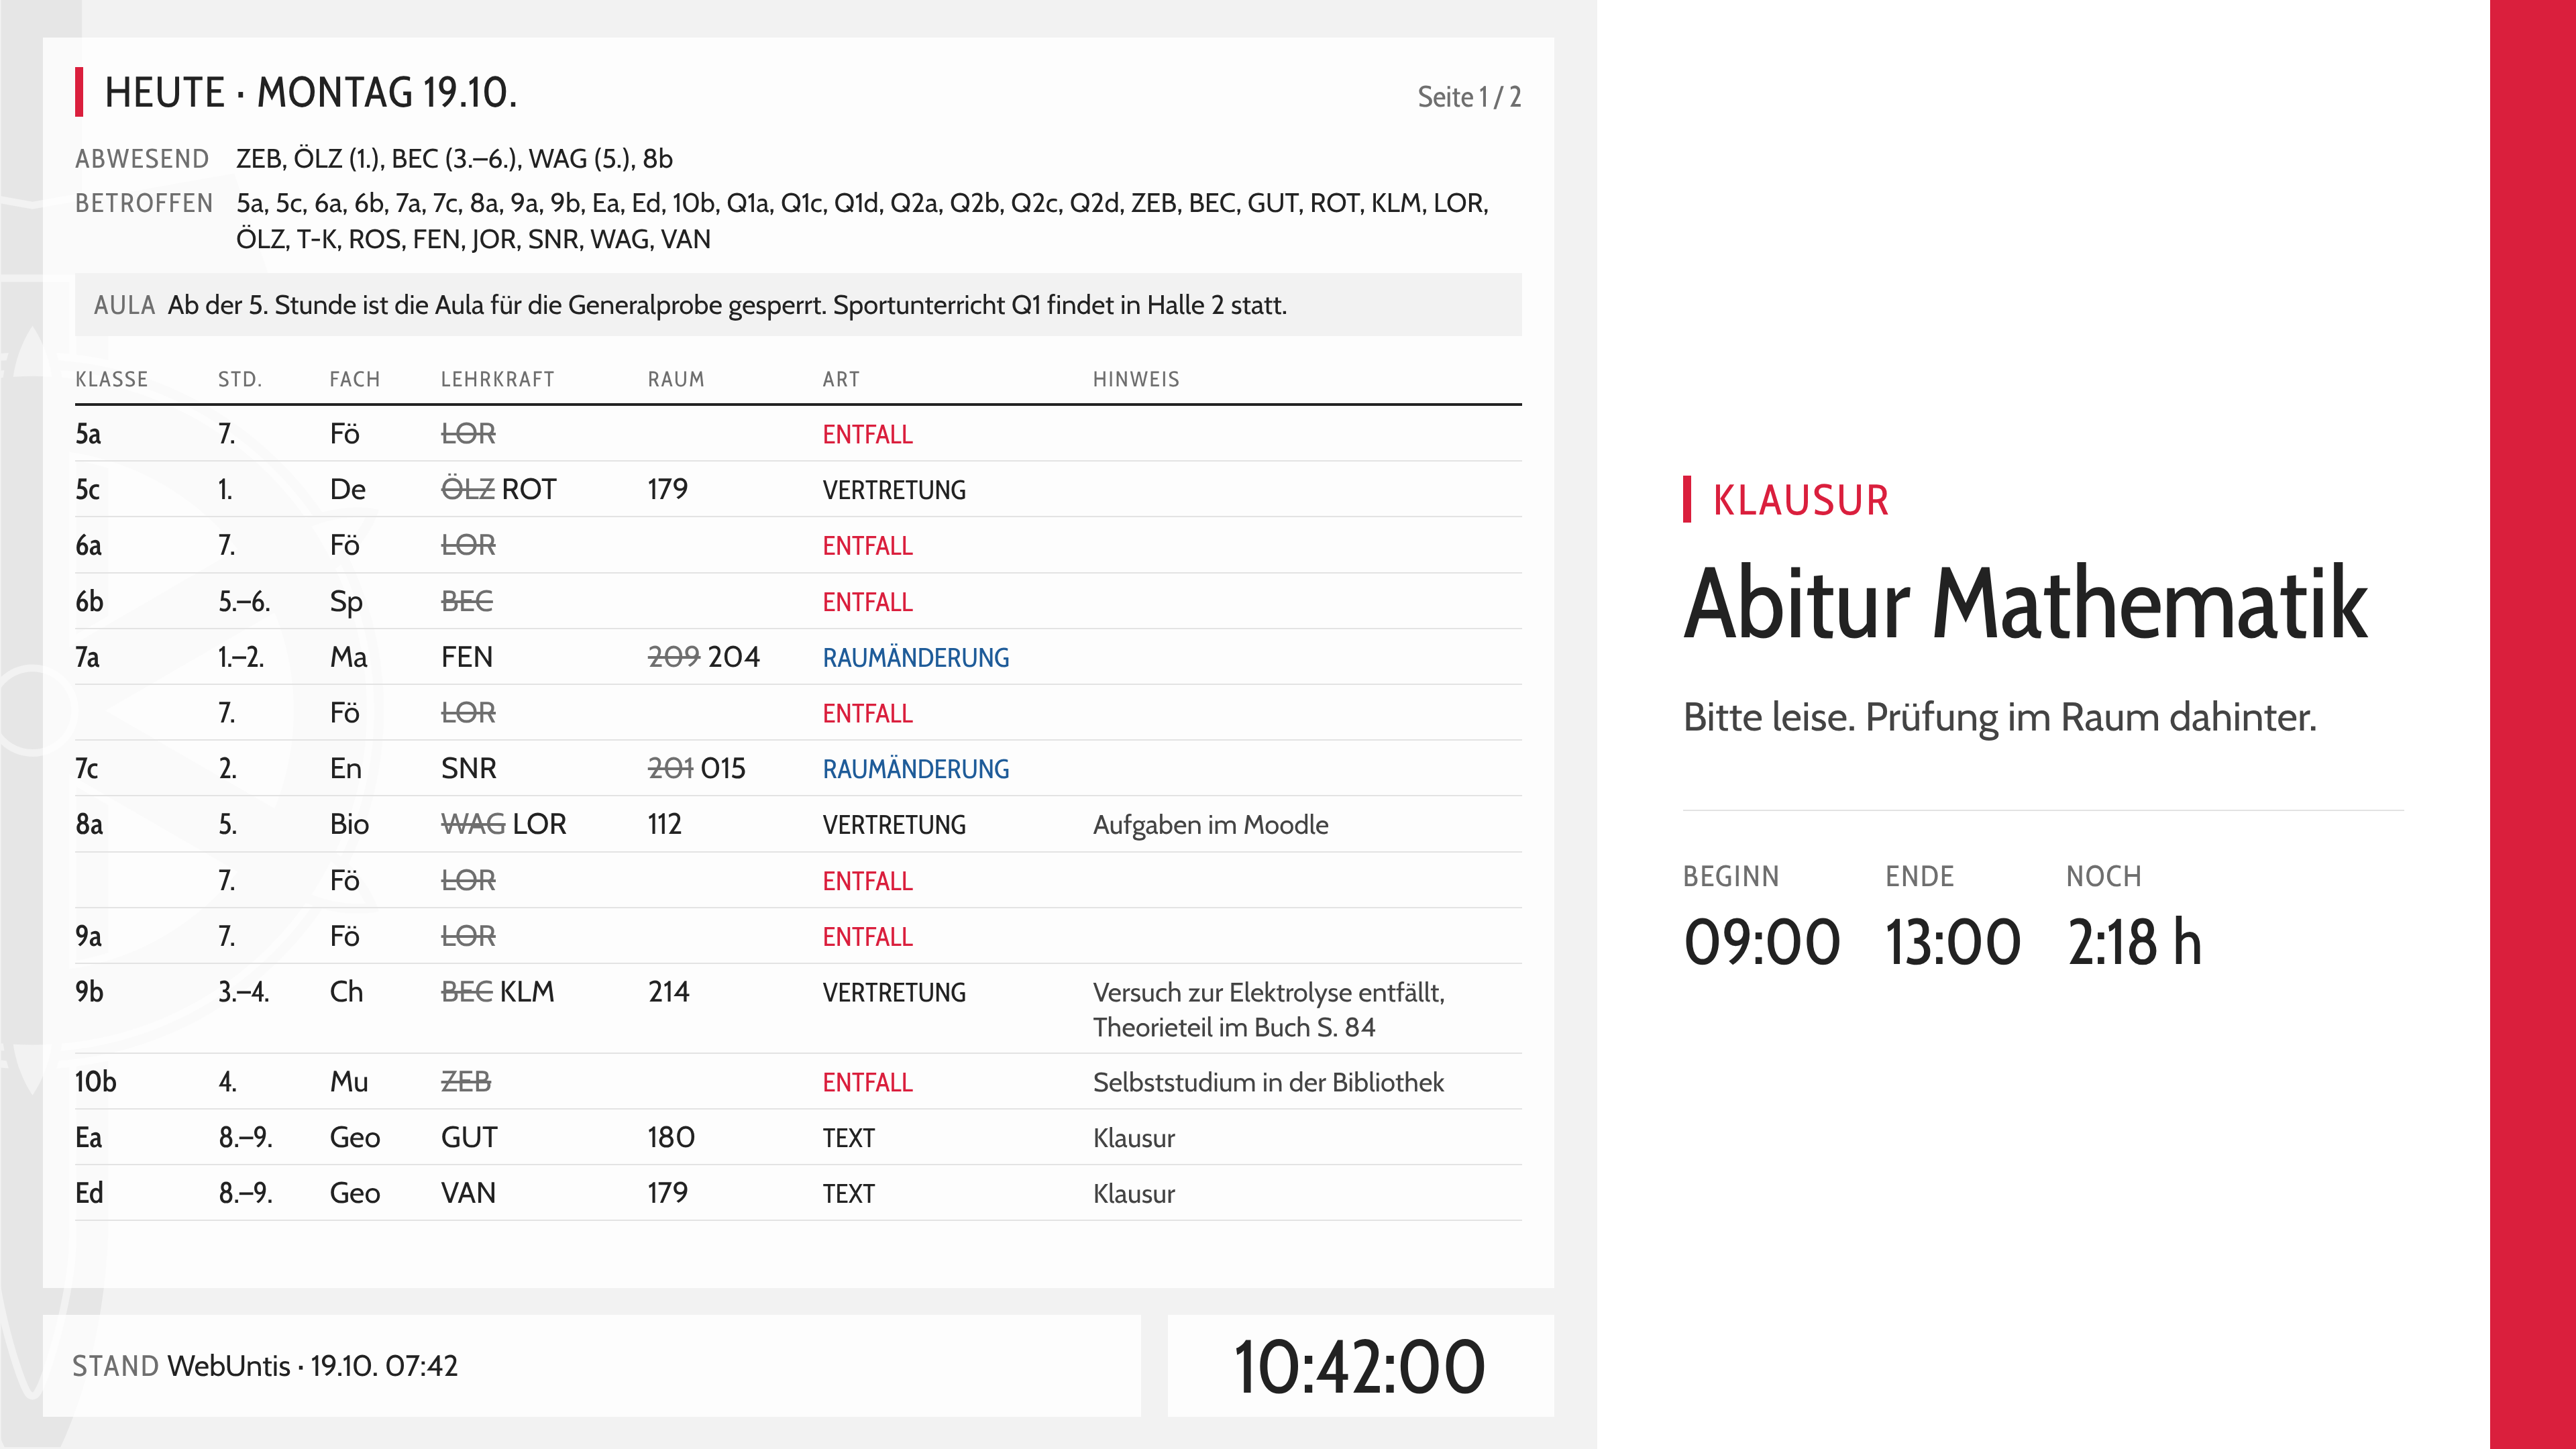 HEUTE · MONTAG 19.10.
Seite 1 / 2
ABWESEND ZEB, ÖLZ (1.), BEC (3.–6.), WAG (5.), 8b
BETROFFEN 5a, 5c, 6a, 6b, 7a, 7c, 8a, 9a, 9b, Ea, Ed, 10b, Q1a, Q1c, Q1d, Q2a, Q2b, Q2c, Q2d, ZEB, BEC, GUT, ROT, KLM, LOR,
ÖLZ, T-K, ROS, FEN, JOR, SNR, WAG, VAN
AULA Ab der 5. Stunde ist die Aula für die Generalprobe gesperrt. Sportunterricht Q1 findet in Halle 2 statt.
KLASSE STD. FACH LEHRKRAFT RAUM ART HINWEIS
5a 7. Fö LOR ENTFALL
5c 1. De ÖLZ ROT 179 VERTRETUNG
6a 7. Fö LOR ENTFALL
6b 5.–6. Sp BEC ENTFALL
7a 1.–2. Ma FEN 209 204 RAUMÄNDERUNG
7. Fö LOR ENTFALL
7c 2. En SNR 201 015 RAUMÄNDERUNG
8a 5. Bio WAG LOR 112 VERTRETUNG Aufgaben im Moodle
7. Fö LOR ENTFALL
9a 7. Fö LOR ENTFALL
9b 3.–4. Ch BEC KLM 214 VERTRETUNG Versuch zur Elektrolyse entfällt,
Theorieteil im Buch S. 84
10b 4. Mu ZEB ENTFALL Selbststudium in der Bibliothek
Ea 8.–9. Geo GUT 180 TEXT Klausur
Ed 8.–9. Geo VAN 179 TEXT Klausur
STAND WebUntis · 19.10. 07:42
10:42:00
KLAUSUR
Abitur Mathematik
Bitte leise. Prüfung im Raum dahinter.
BEGINN ENDE NOCH
09:00 13:00 2:18 h